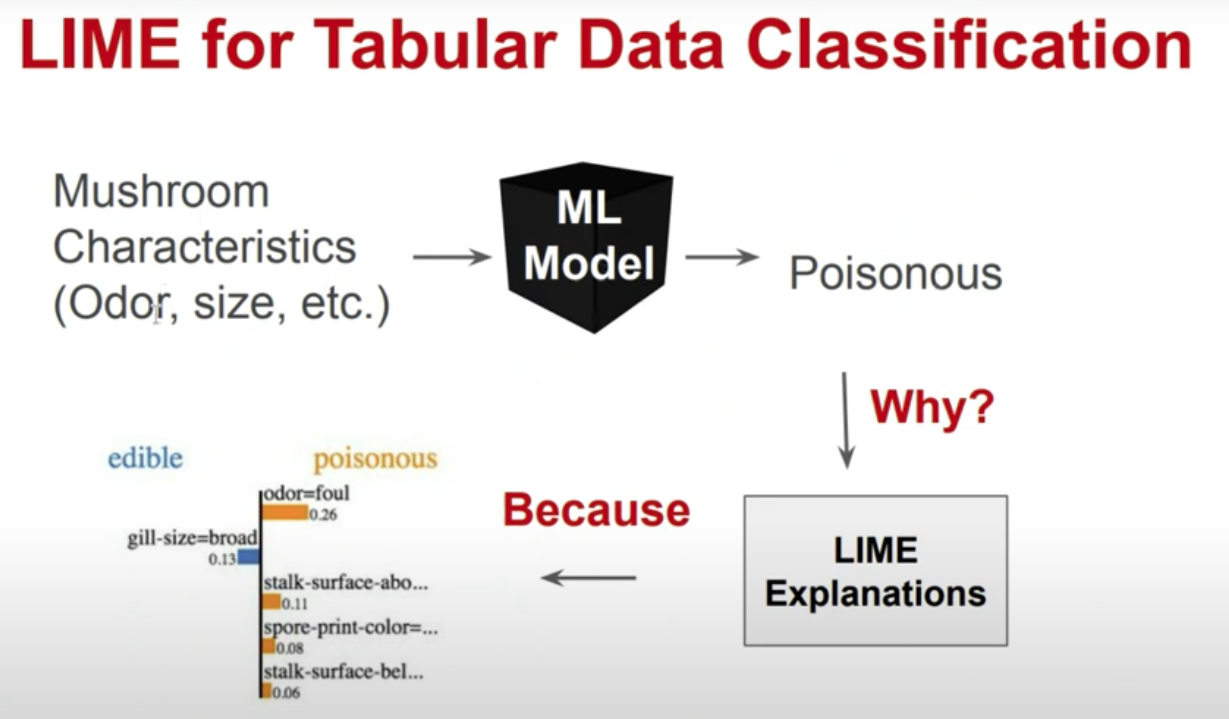 LIME for Tabular Data Classification
Mushroom
Characteristics
(Odor, size, etc.)
ML
Model
Poisonous
Why?
LIME
Explanations
Because
edible
poisonous
odor=foul
0.26
gill-size=broad
0.13
stalk-surface-abo...
0.11
spore-print-color=...
0.08
stalk-surface-bel...
0.06